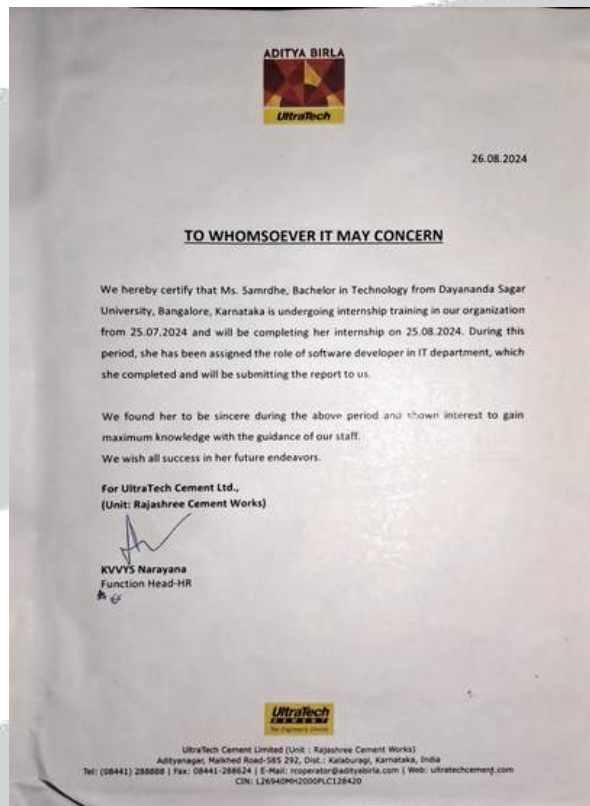 ADITYA BIRLA
UltraTech
26.08.2024
TO WHOMSOEVER IT MAY CONCERN
We hereby certify that Ms. Samrdhe, Bachelor in Technology from Dayananda Sagar
University, Bangalore, Karnataka is undergoing internship training in our organization
from 25.07.2024 and will be completing her internship on 25.08.2024. During this
period, she has been assigned the role of software developer in IT department, which
she completed and will be submitting the report to us.
We found her to be sincere during the above period and shown interest to gain
maximum knowledge with the guidance of our staff.
We wish all success in her future endeavors.
For UltraTech Cement Ltd.,
(Unit: Rajashree Cement Works)
KVVYS Narayana
Function Head-HR
UltraTech
CEMENT
The Engineer's Choice
UltraTech Cement Limited (Unit : Rajashree Cement Works)
Adityanagar, Malkhed Road-585 292, Dist.: Kalaburagi, Karnataka, India
Tel: (08441) 288888 | Fax: 08441-288624 | E-Mail: rcoperator@adityabirla.com | Web: ultratechcement.com
CIN: L26940MH2000PLC128420